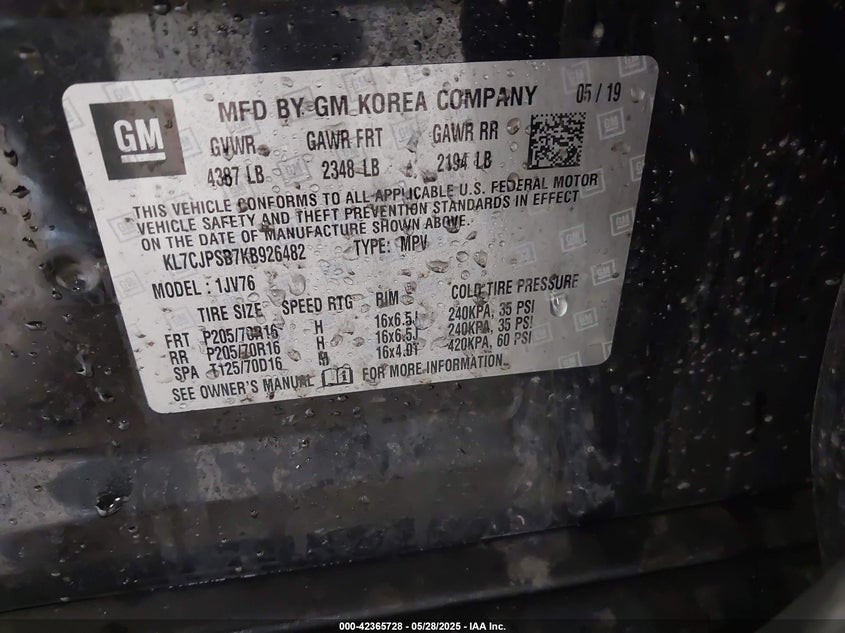 GM
MFD BY GM KOREA COMPANY 05 / 19
GVWR GAWR FRT GAWR RR
4387 LB 2348 LB 2194 LB
THIS VEHICLE CONFORMS TO ALL APPLICABLE U.S. FEDERAL MOTOR
VEHICLE SAFETY AND THEFT PREVENTION STANDARDS IN EFFECT
ON THE DATE OF MANUFACTURE SHOWN ABOVE.
KL7CJPSB7KB926482 TYPE: MPV
MODEL : 1JV76
TIRE SIZE SPEED RTG RIM COLD TIRE PRESSURE
FRT P205/70R16 H 16x6.5J 240KPA, 35 PSI
RR P205/70R16 H 16x6.5J 240KPA, 35 PSI
SPA T125/70D16 M 16x4.0T 420KPA, 60 PSI
SEE OWNER'S MANUAL FOR MORE INFORMATION.
000-42365728 — 05/28/2025 — IAA Inc.